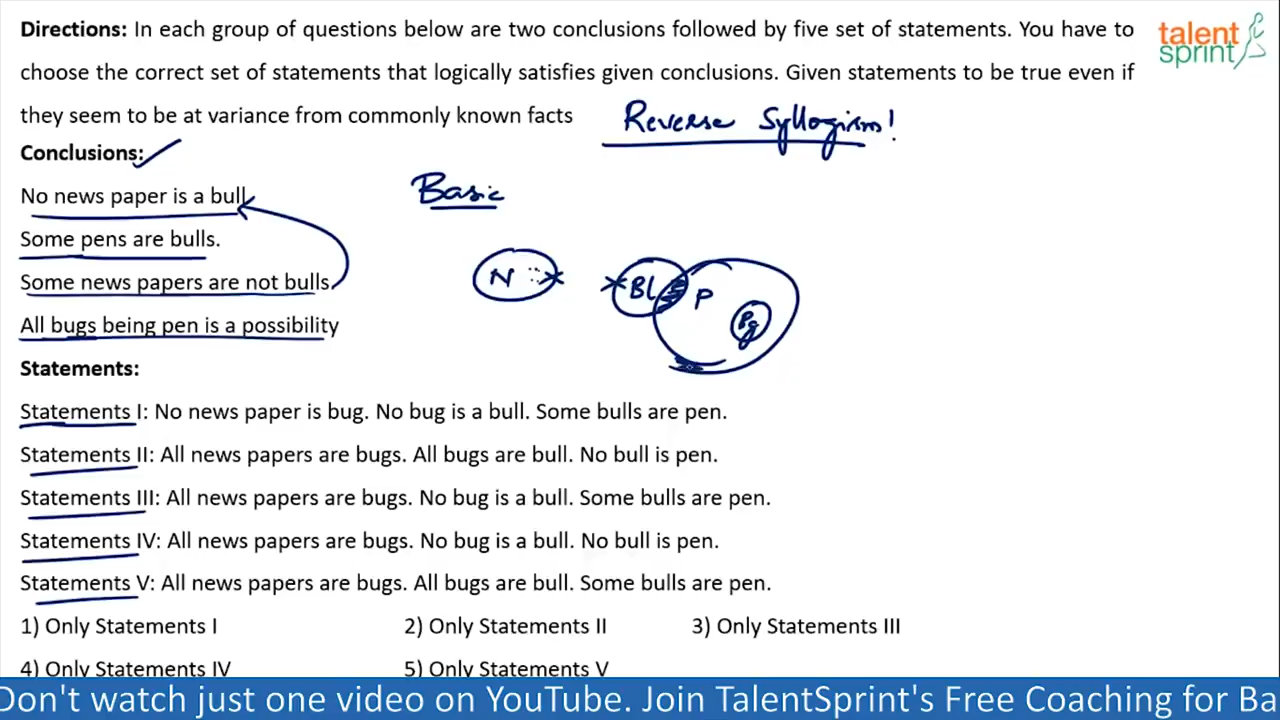 Directions: In each group of questions below are two conclusions followed by five set of statements. You have to
choose the correct set of statements that logically satisfies given conclusions. Given statements to be true even if
they seem to be at variance from commonly known facts
talent
sprint
Reverse Syllogism!
Conclusions:
No news paper is a bull
Basic
Some pens are bulls.
Some news papers are not bulls
N Bl P Bg
All bugs being pen is a possibility
Statements:
Statements I: No news paper is bug. No bug is a bull. Some bulls are pen.
Statements II: All news papers are bugs. All bugs are bull. No bull is pen.
Statements III: All news papers are bugs. No bug is a bull. Some bulls are pen.
Statements IV: All news papers are bugs. No bug is a bull. No bull is pen.
Statements V: All news papers are bugs. All bugs are bull. Some bulls are pen.
1) Only Statements I 2) Only Statements II 3) Only Statements III
4) Only Statements IV 5) Only Statements V
Don't watch just one video on YouTube. Join TalentSprint's Free Coaching for Ba